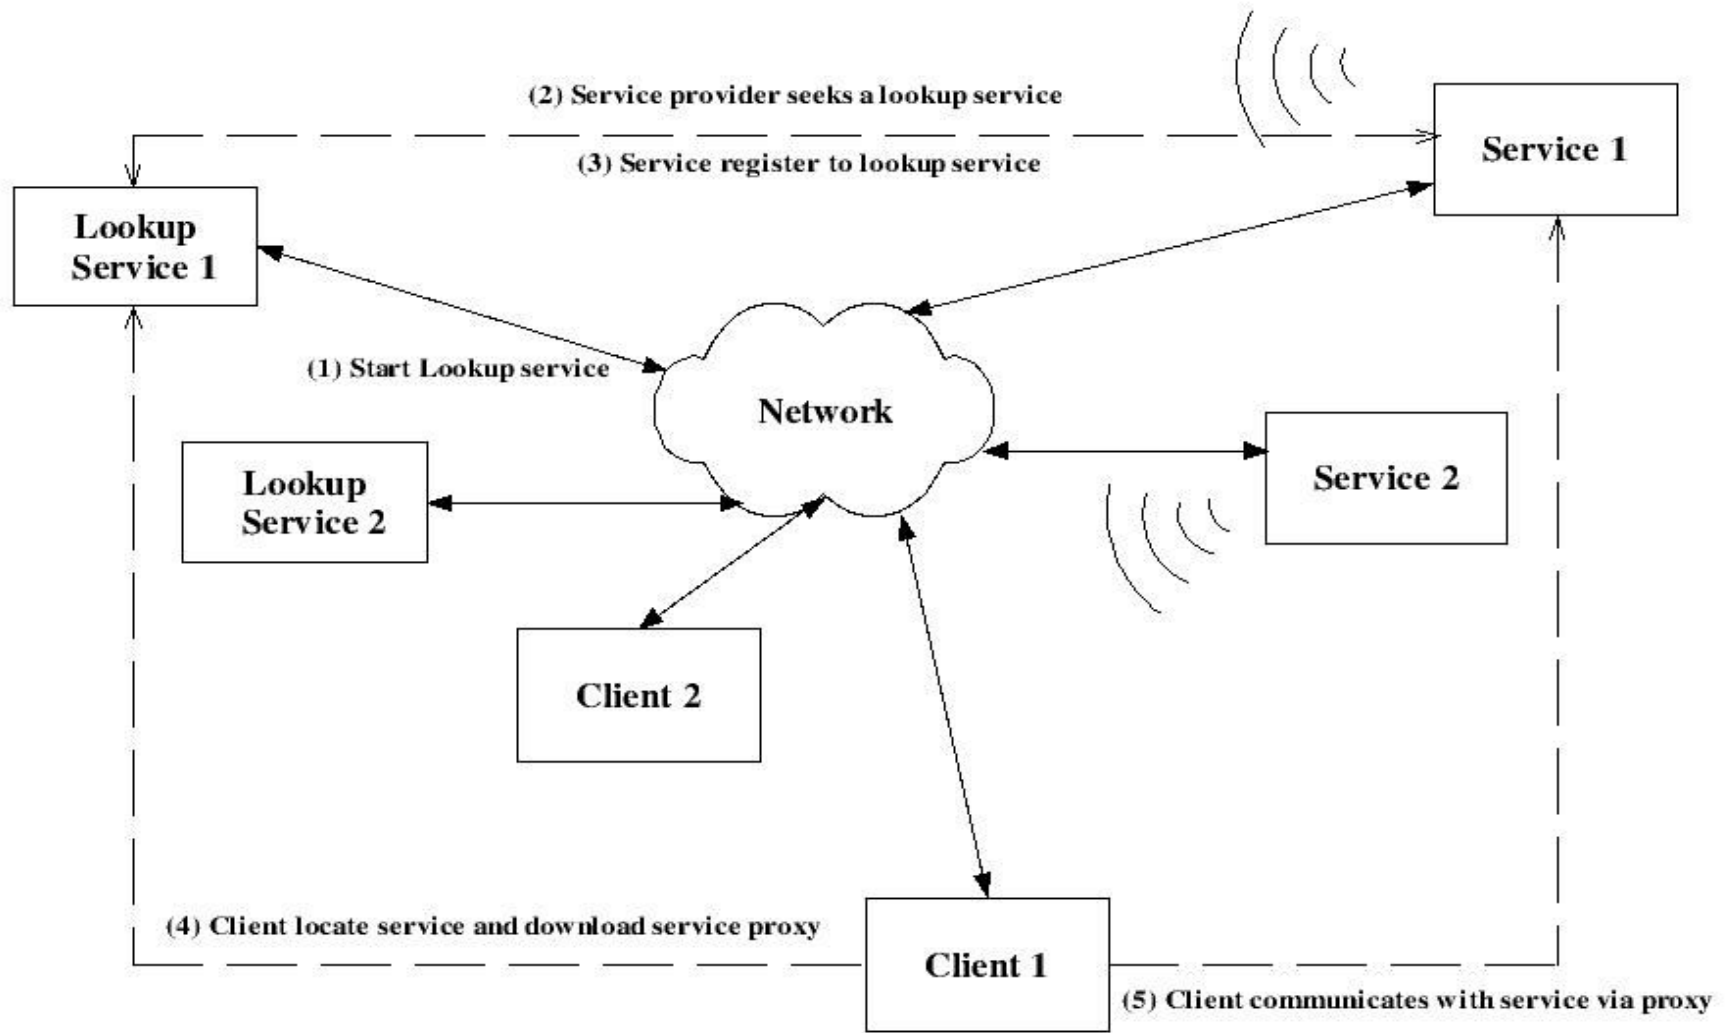 (2) Service provider seeks a lookup service
Service 1
(3) Service register to lookup service
Lookup
Service 1
(1) Start Lookup service
Network
Lookup
Service 2
Service 2
Client 2
(4) Client locate service and download service proxy
Client 1
(5) Client communicates with service via proxy